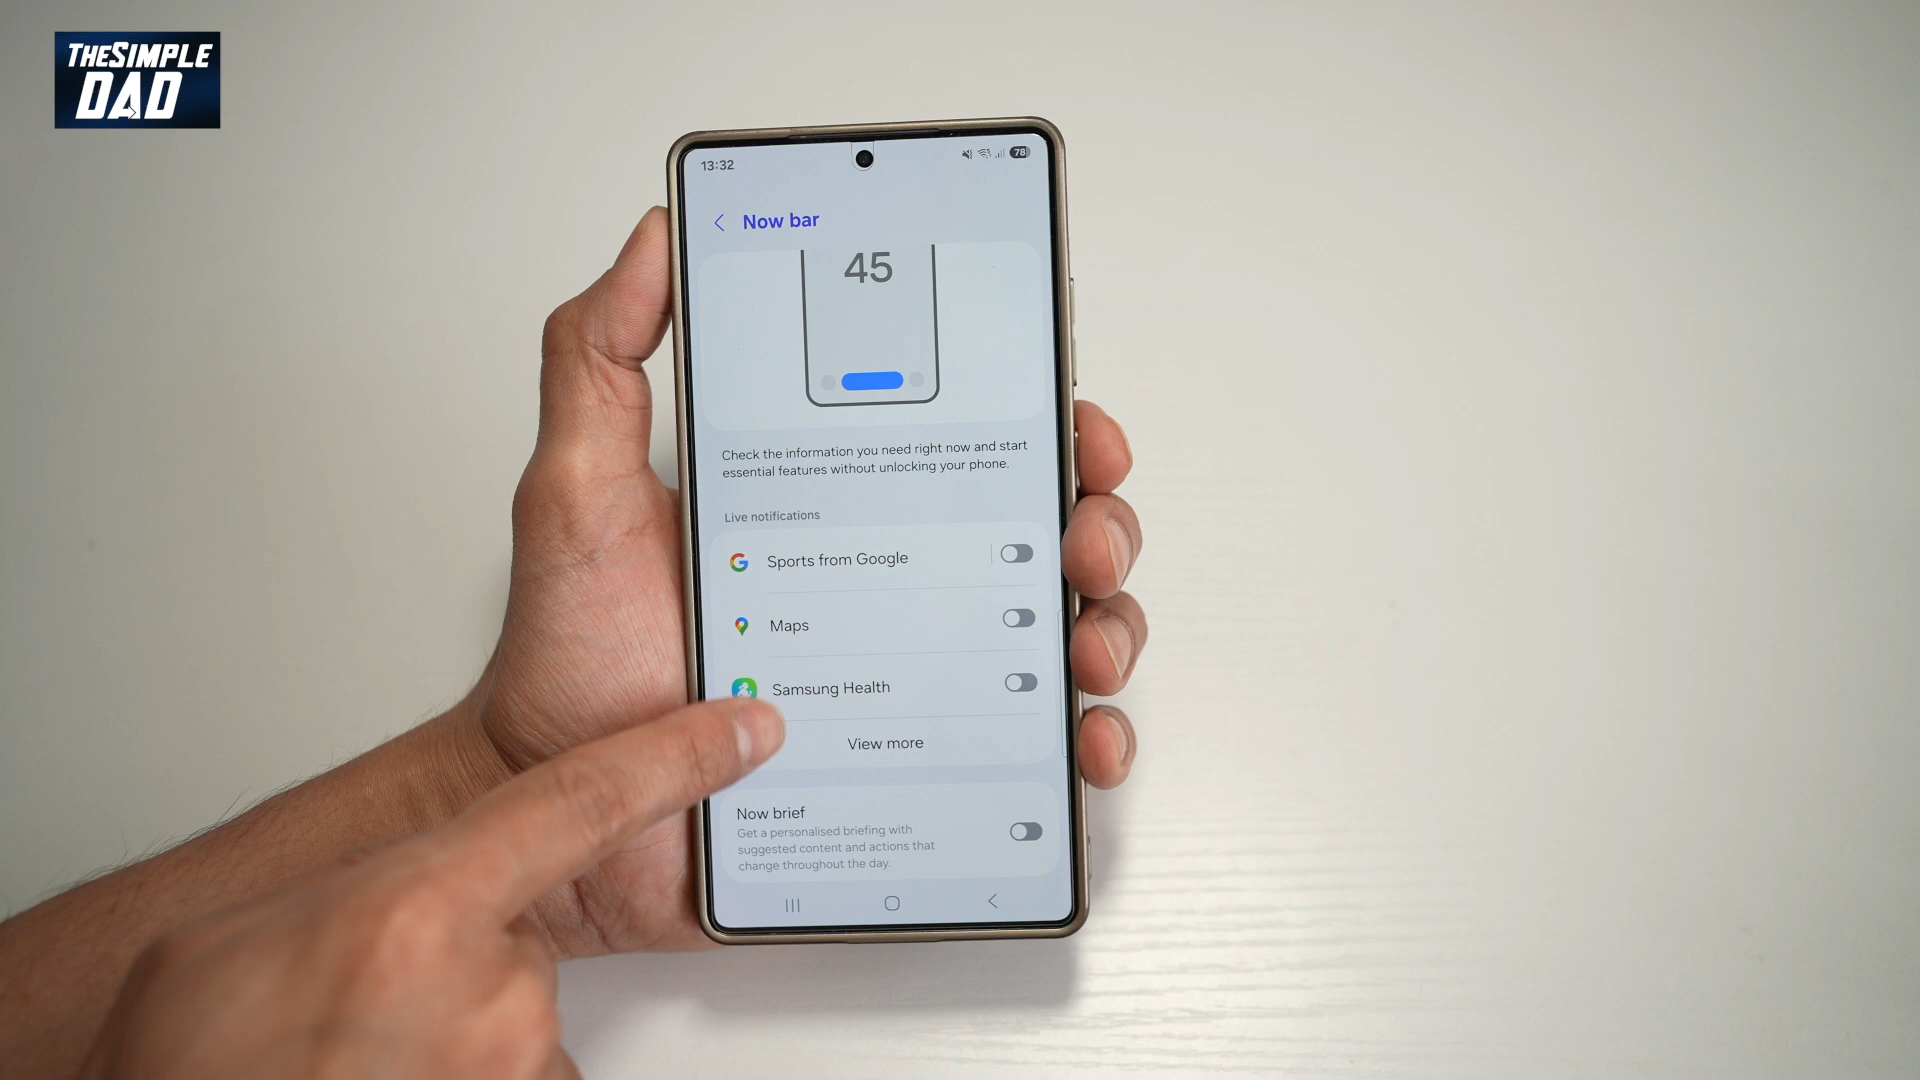 THESIMPLE
DAD
13:32
78
Now bar
45
Check the information you need right now and start
essential features without unlocking your phone.
Live notifications
Sports from Google
Maps
Samsung Health
View more
Now brief
Get a personalised briefing with
suggested content and actions that
change throughout the day.